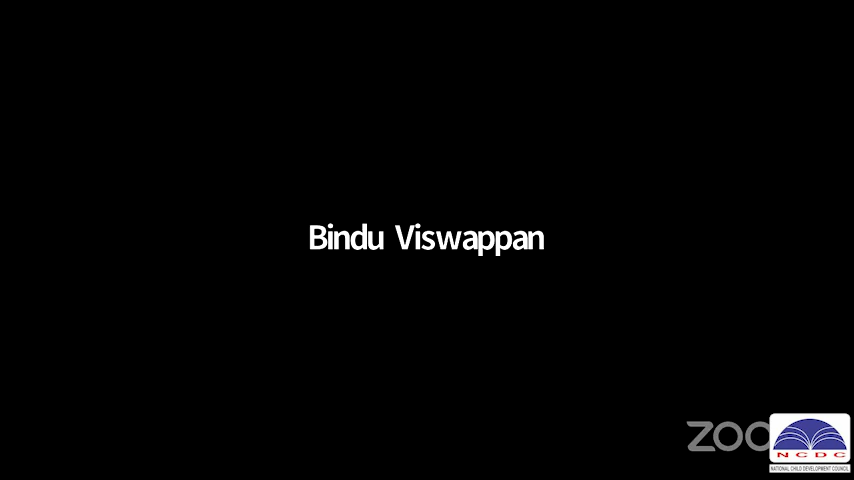 Bindu Viswappan
ZOO
NCDC
NATIONAL CHILD DEVELOPMENT COUNCIL